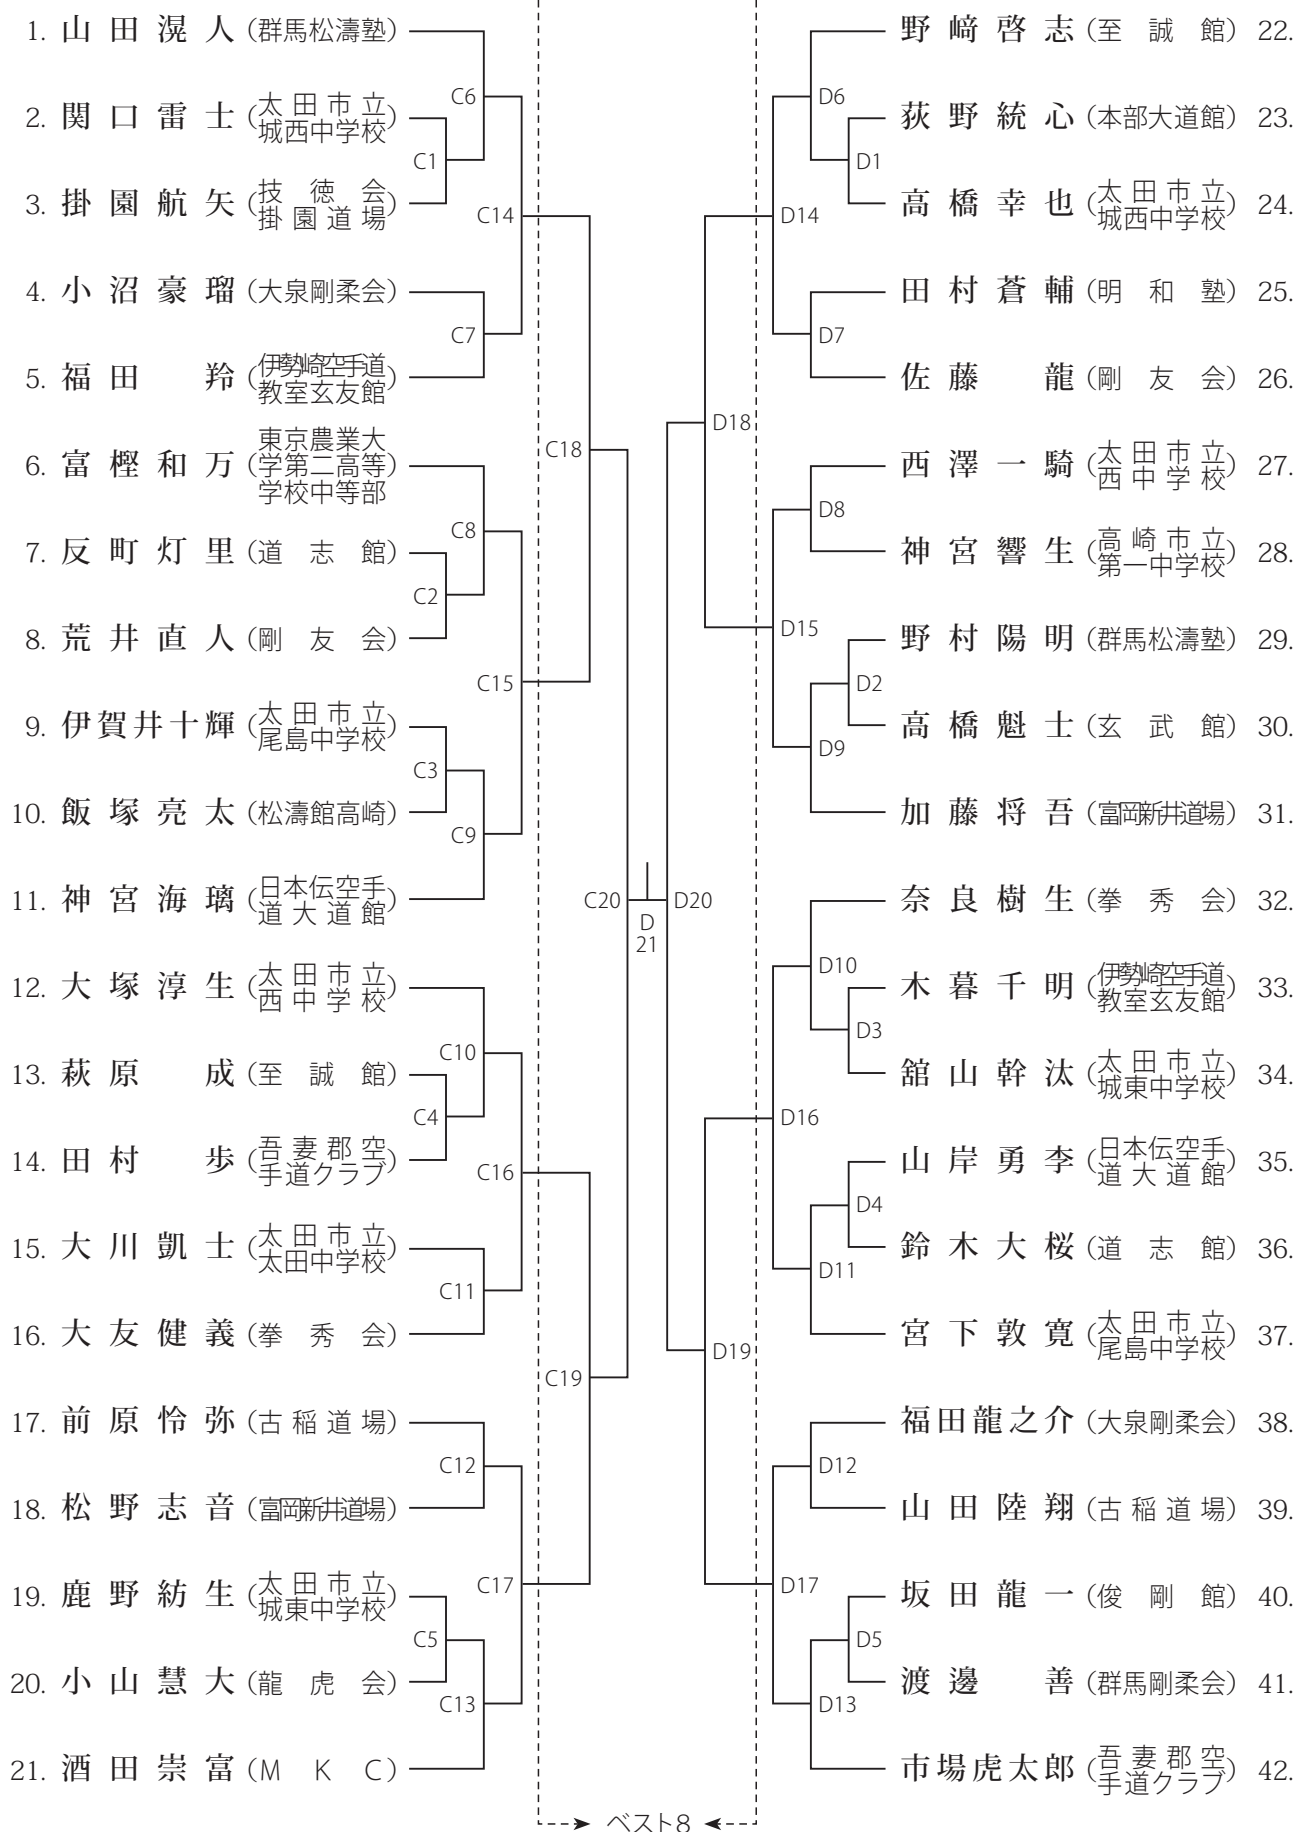 1. 山田滉人 (群馬松濤塾)
2. 関口雷士 (太田市立城西中学校)
3. 掛園航矢 (技徳会掛園道場)
4. 小沼豪瑠 (大泉剛柔会)
5. 福田 羚 (伊勢崎空手道教室玄友館)
6. 富樫和万 (東京農業大学第二高等学校中等部)
7. 反町灯里 (道志館)
8. 荒井直人 (剛友会)
9. 伊賀井十輝 (太田市立尾島中学校)
10. 飯塚亮太 (松濤館高崎)
11. 神宮海璃 (日本伝空手道大道館)
12. 大塚淳生 (太田市立西中学校)
13. 萩原 成 (至誠館)
14. 田村 歩 (吾妻郡空手道クラブ)
15. 大川凱士 (太田市立太田中学校)
16. 大友健義 (拳秀会)
17. 前原怜弥 (古稲道場)
18. 松野志音 (富岡新井道場)
19. 鹿野紡生 (太田市立城東中学校)
20. 小山慧大 (龍虎会)
21. 酒田崇富 (MKC)
C1
C2
C3
C4
C5
C6
C7
C8
C9
C10
C11
C12
C13
C14
C15
C16
C17
C18
C19
C20
D
21
D20
D18
D19
D14
D15
D16
D17
D6
D7
D8
D9
D10
D11
D12
D13
D1
D2
D3
D4
D5
野﨑啓志 (至誠館) 22.
荻野統心 (本部大道館) 23.
高橋幸也 (太田市立城西中学校) 24.
田村蒼輔 (明和塾) 25.
佐藤 龍 (剛友会) 26.
西澤一騎 (太田市立西中学校) 27.
神宮響生 (高崎市立第一中学校) 28.
野村陽明 (群馬松濤塾) 29.
高橋魁士 (玄武館) 30.
加藤将吾 (富岡新井道場) 31.
奈良樹生 (拳秀会) 32.
木暮千明 (伊勢崎空手道教室玄友館) 33.
舘山幹汰 (太田市立城東中学校) 34.
山岸勇李 (日本伝空手道大道館) 35.
鈴木大桜 (道志館) 36.
宮下敦寛 (太田市立尾島中学校) 37.
福田龍之介 (大泉剛柔会) 38.
山田陸翔 (古稲道場) 39.
坂田龍一 (俊剛館) 40.
渡邊 善 (群馬剛柔会) 41.
市場虎太郎 (吾妻郡空手道クラブ) 42.
ベスト8